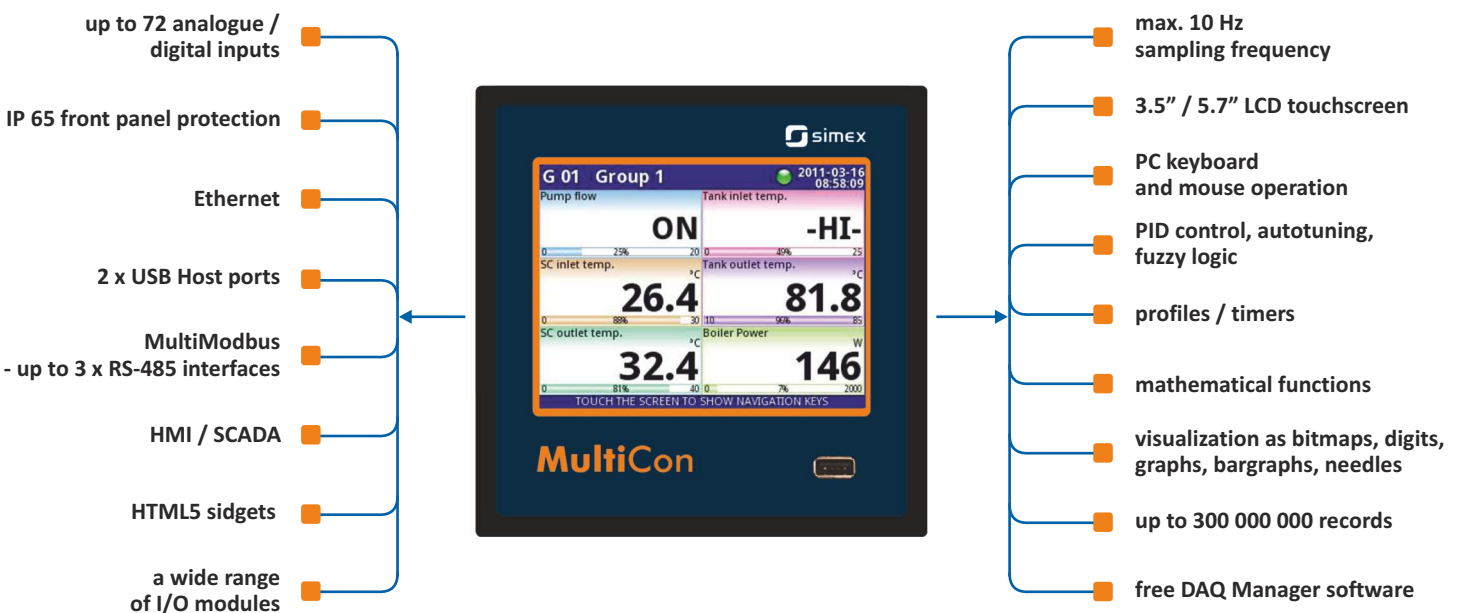 up to 72 analogue /
digital inputs
IP 65 front panel protection
Ethernet
2 x USB Host ports
MultiModbus
- up to 3 x RS-485 interfaces
HMI / SCADA
HTML5 sidgets
a wide range
of I/O modules
simex
G 01 Group 1
2011-03-16
08:58:09
Pump flow
ON
0 25% 20
Tank inlet temp.
-HI-
0 49% 25
SC inlet temp.
°C
26.4
0 88% 30
Tank outlet temp.
°C
81.8
10 96% 85
SC outlet temp.
°C
32.4
0 81% 40
Boiler Power
W
146
0 7% 2000
TOUCH THE SCREEN TO SHOW NAVIGATION KEYS
MultiCon
max. 10 Hz
sampling frequency
3.5” / 5.7” LCD touchscreen
PC keyboard
and mouse operation
PID control, autotuning,
fuzzy logic
profiles / timers
mathematical functions
visualization as bitmaps, digits,
graphs, bargraphs, needles
up to 300 000 000 records
free DAQ Manager software